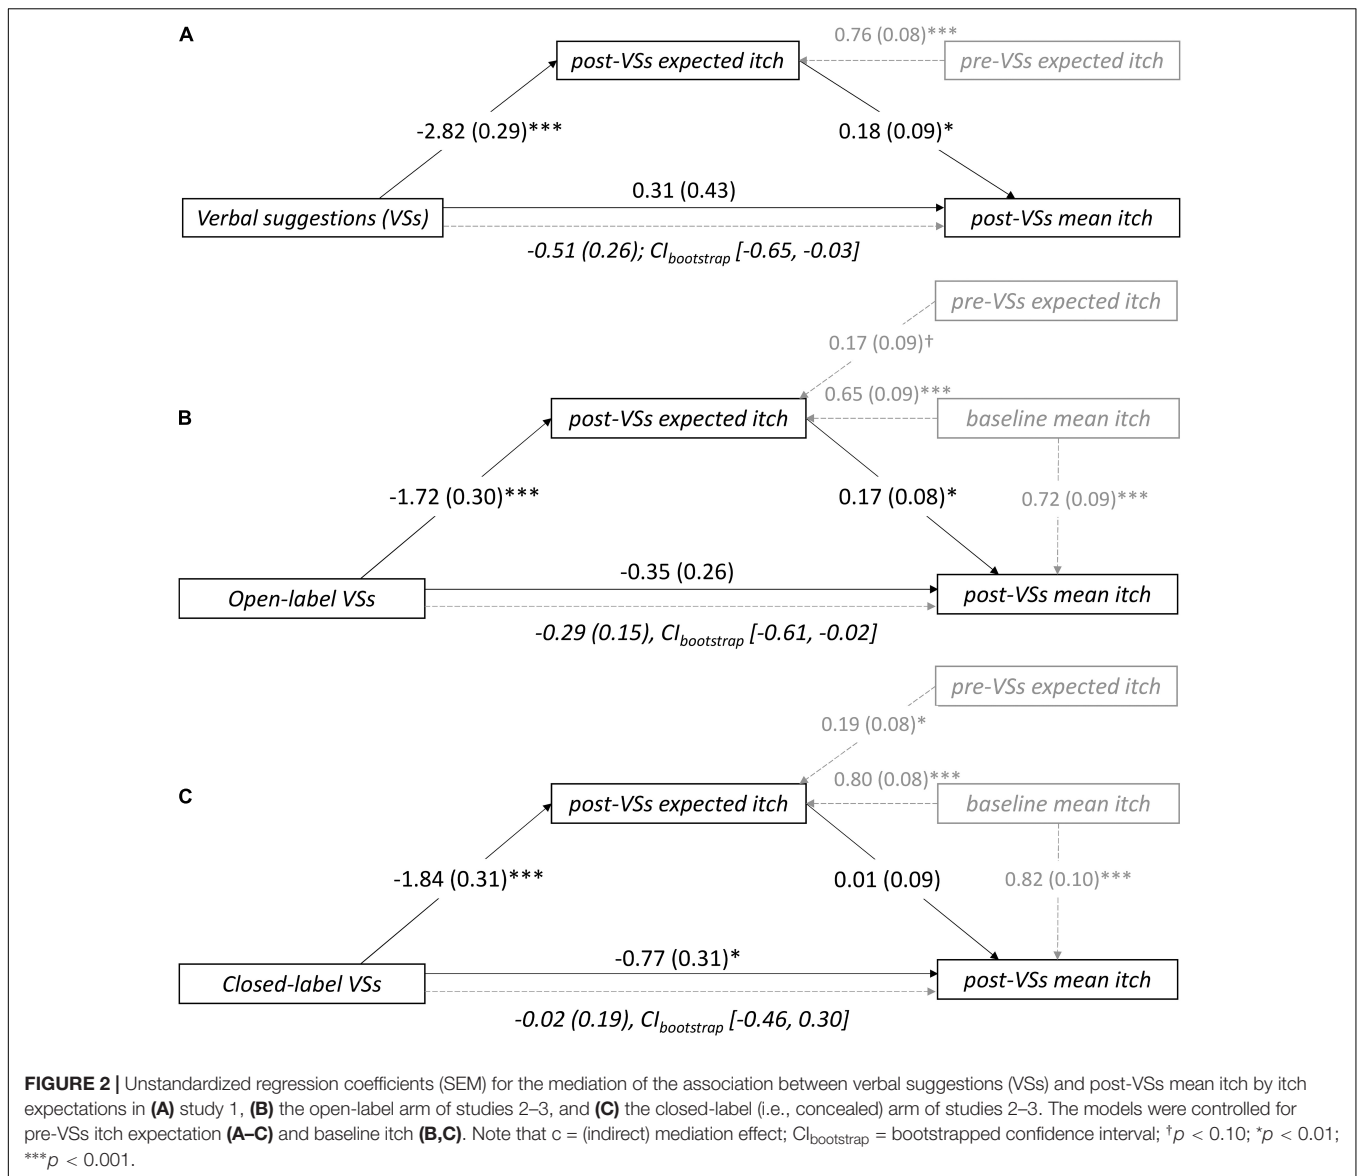 A
0.76 (0.08)***
post-VSs expected itch
pre-VSs expected itch
-2.82 (0.29)***
0.18 (0.09)*
0.31 (0.43)
Verbal suggestions (VSs)
post-VSs mean itch
-0.51 (0.26); CIbootstrap [-0.65, -0.03]
pre-VSs expected itch
0.17 (0.09)†
0.65 (0.09)***
B
post-VSs expected itch
baseline mean itch
-1.72 (0.30)***
0.17 (0.08)*
0.72 (0.09)***
-0.35 (0.26)
Open-label VSs
post-VSs mean itch
-0.29 (0.15), CIbootstrap [-0.61, -0.02]
pre-VSs expected itch
0.19 (0.08)*
0.80 (0.08)***
C
post-VSs expected itch
baseline mean itch
-1.84 (0.31)***
0.01 (0.09)
0.82 (0.10)***
-0.77 (0.31)*
Closed-label VSs
post-VSs mean itch
-0.02 (0.19), CIbootstrap [-0.46, 0.30]
FIGURE 2 | Unstandardized regression coefficients (SEM) for the mediation of the association between verbal suggestions (VSs) and post-VSs mean itch by itch
expectations in (A) study 1, (B) the open-label arm of studies 2–3, and (C) the closed-label (i.e., concealed) arm of studies 2–3. The models were controlled for
pre-VSs itch expectation (A–C) and baseline itch (B,C). Note that c = (indirect) mediation effect; CIbootstrap = bootstrapped confidence interval; †p < 0.10; *p < 0.01;
***p < 0.001.